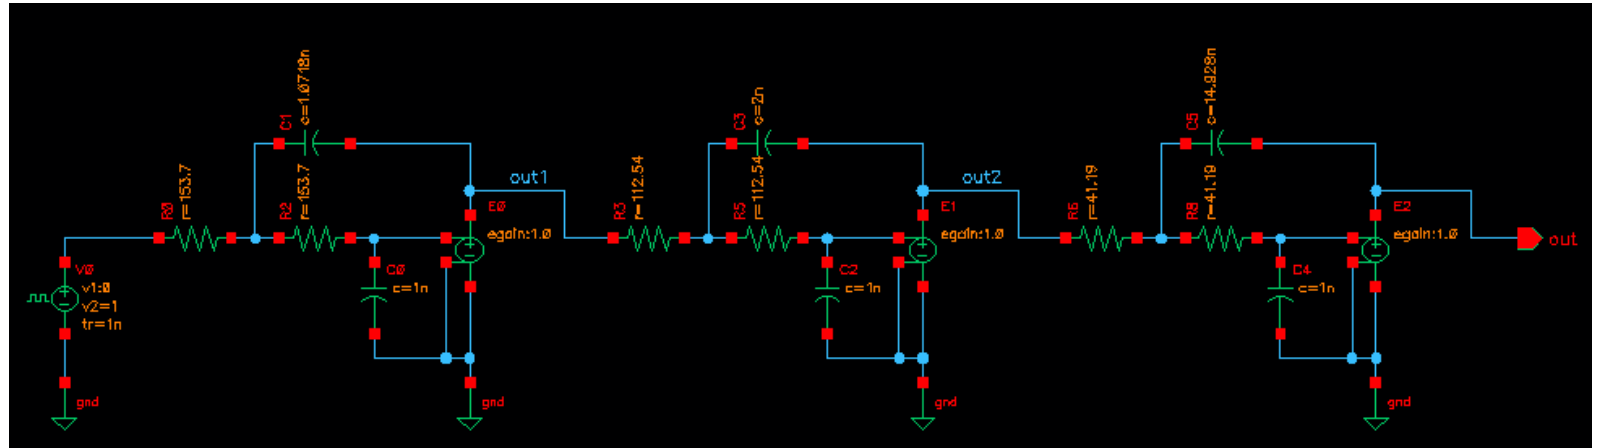 C1
c=1.0718n
R0
r=153.7
R2
r=153.7
E0
egain:1.0
out1
V0
v1:0
v2=1
tr=1n
C0
c=1n
gnd
gnd
C3
c=2n
R3
r=112.54
R5
r=112.54
E1
egain:1.0
out2
C2
c=1n
gnd
C5
c=14.928n
R6
r=41.19
R8
r=41.19
E2
egain:1.0
out
C4
c=1n
gnd